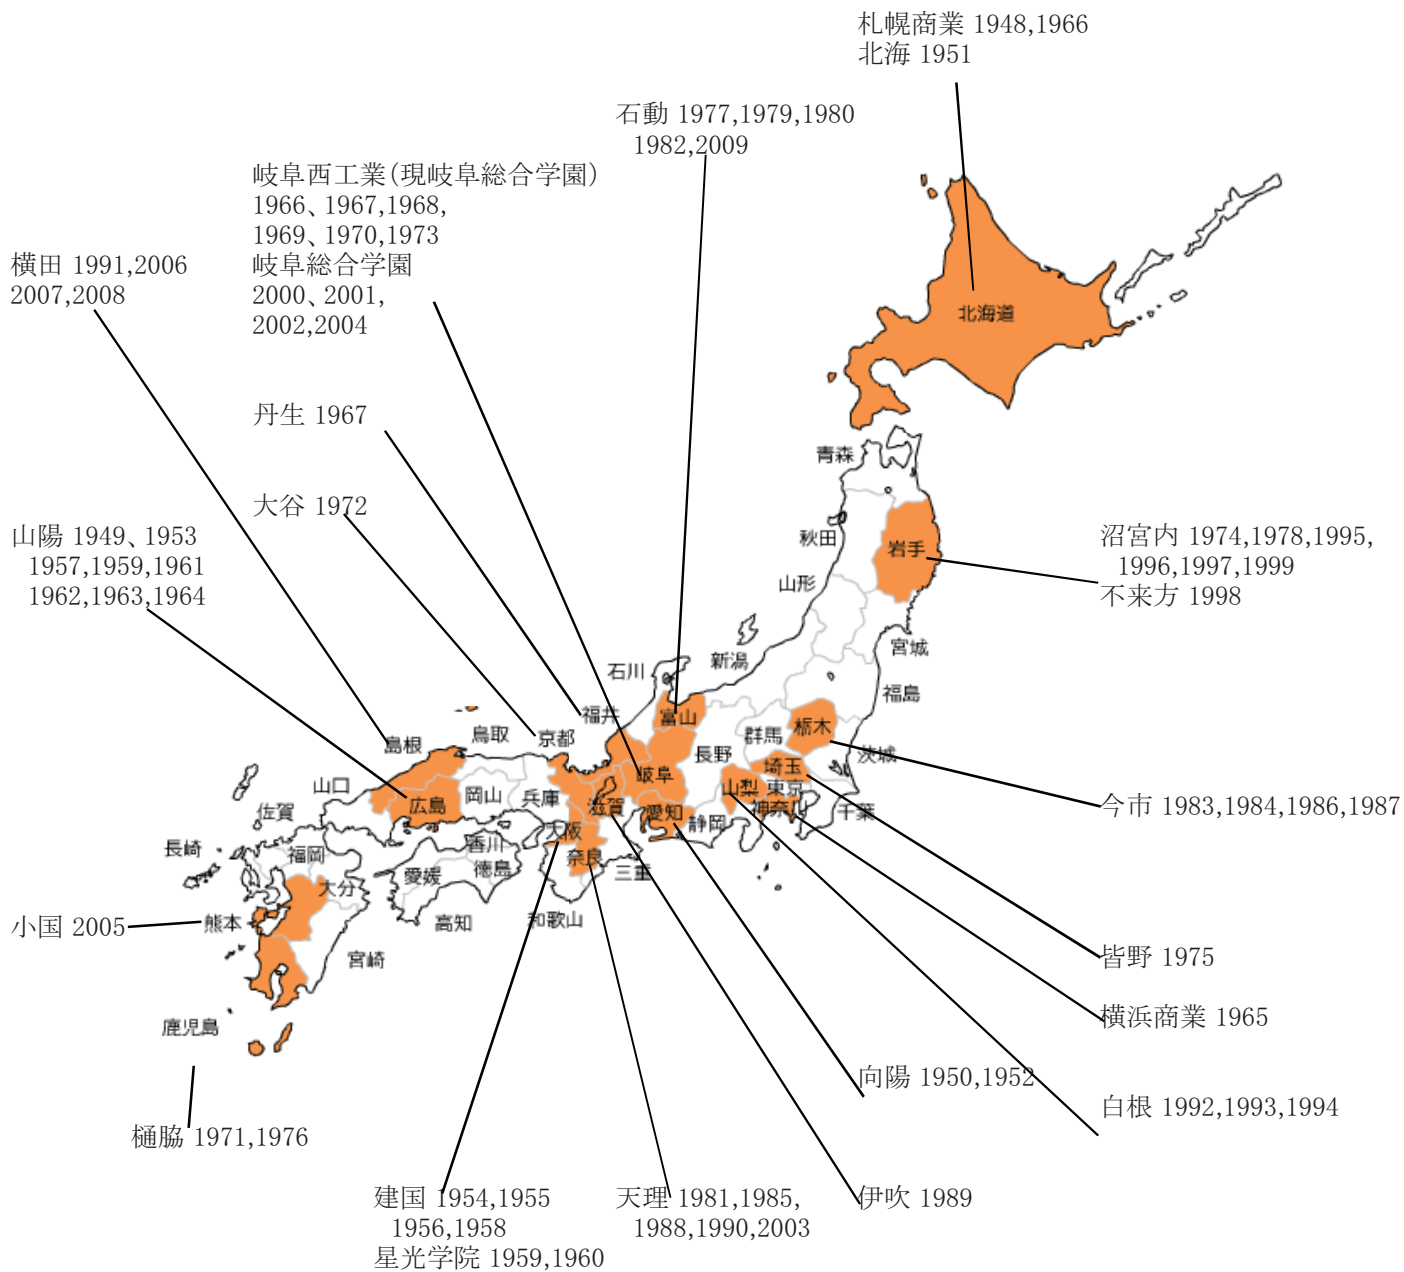 札幌商業 1948,1966
北海 1951
石動 1977,1979,1980
1982,2009
岐阜西工業(現岐阜総合学園)
1966、1967,1968,
1969、1970,1973
岐阜総合学園
2000、2001,
2002,2004
横田 1991,2006
2007,2008
丹生 1967
大谷 1972
山陽 1949、1953
1957,1959,1961
1962,1963,1964
沼宮内 1974,1978,1995,
1996,1997,1999
不来方 1998
北海道
青森
秋田
岩手
山形
宮城
新潟
石川
福島
福井
富山
栃木
群馬
長野
茨城
鳥取
京都
島根
岐阜
埼玉
山梨
東京
神奈川
千葉
山口
広島
岡山
兵庫
滋賀
愛知
静岡
佐賀
大阪
奈良
三重
長崎
福岡
香川
徳島
愛媛
大分
高知
和歌山
熊本
宮崎
鹿児島
今市 1983,1984,1986,1987
小国 2005
皆野 1975
横浜商業 1965
向陽 1950,1952
白根 1992,1993,1994
樋脇 1971,1976
建国 1954,1955
1956,1958
星光学院 1959,1960
天理 1981,1985,
1988,1990,2003
伊吹 1989